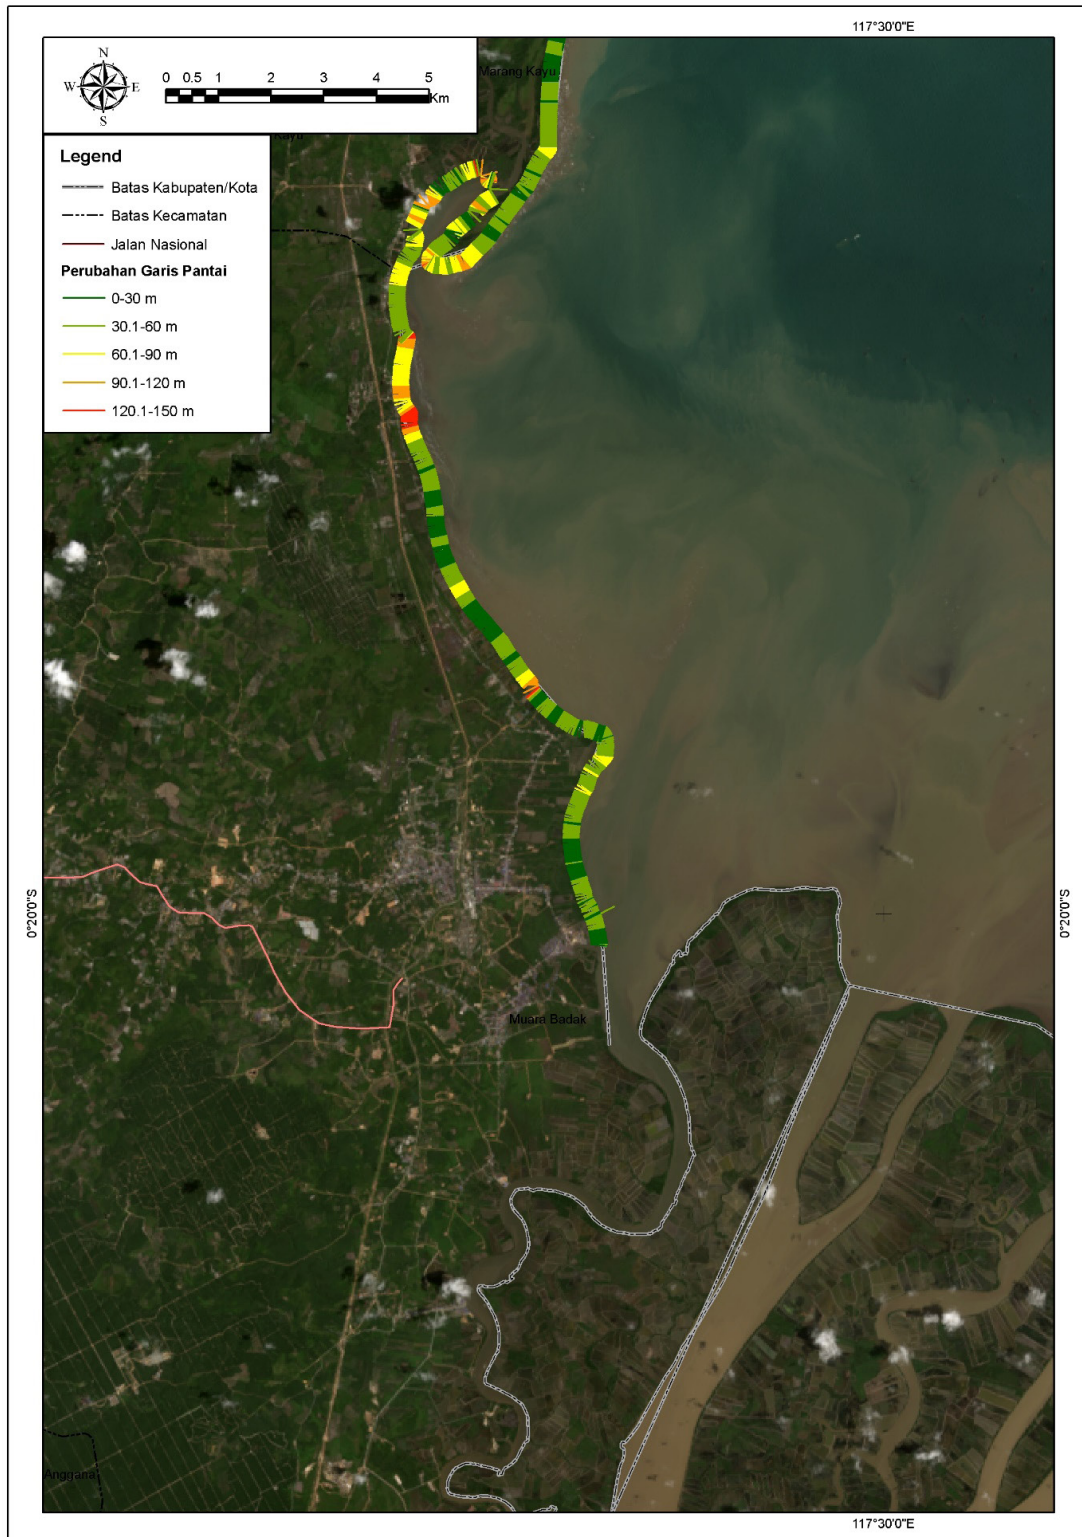 117°30'0"E
N
W E
S
0 0.5 1 2 3 4 5
Km
Marang Kayu
Kayu
Legend
Batas Kabupaten/Kota
Batas Kecamatan
Jalan Nasional
Perubahan Garis Pantai
0-30 m
30.1-60 m
60.1-90 m
90.1-120 m
120.1-150 m
0°20'0"S
0°20'0"S
Muara Badak
Anggana
117°30'0"E